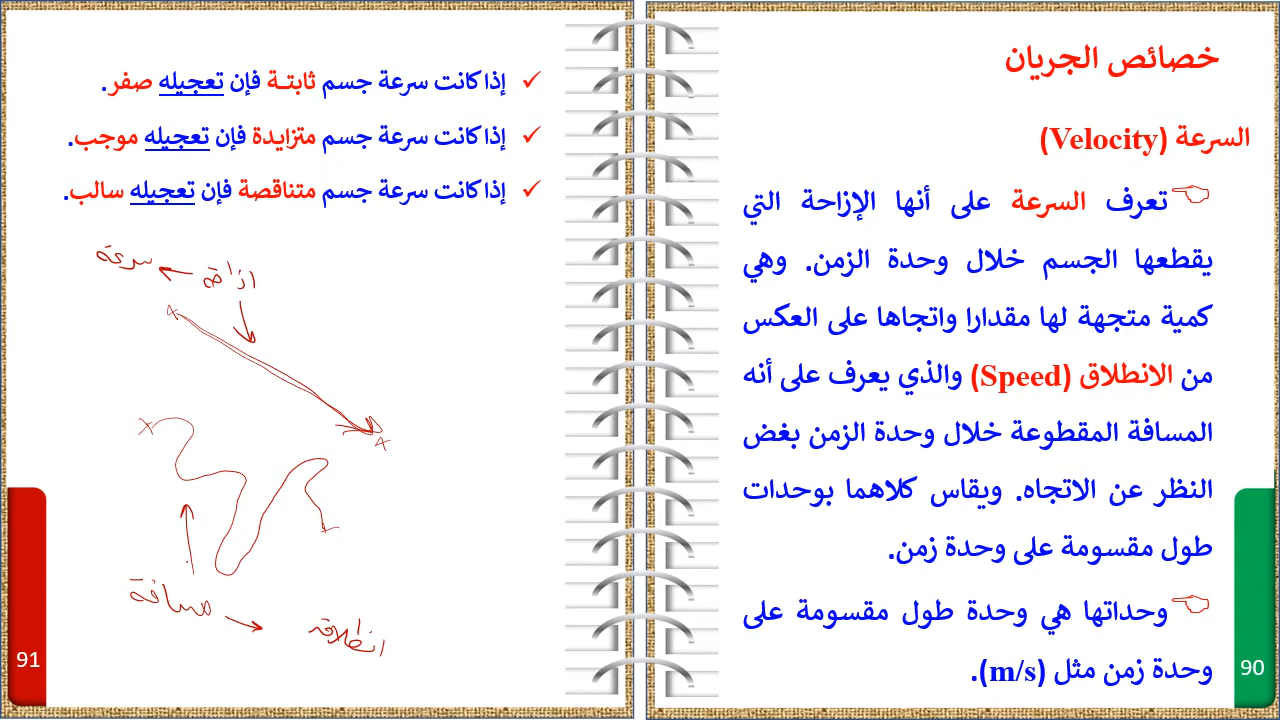 خصائص الجريان
السرعة (Velocity)
تعرف السرعة على أنها الإزاحة التي
يقطعها الجسم خلال وحدة الزمن. وهي
كمية متجهة لها مقدارا واتجاها على العكس
من الانطلاق (Speed) والذي يعرف على أنه
المسافة المقطوعة خلال وحدة الزمن بغض
النظر عن الاتجاه. ويقاس كلاهما بوحدات
طول مقسومة على وحدة زمن.
وحداتها هي وحدة طول مقسومة على
وحدة زمن مثل (m/s).
90
✓ إذا كانت سرعة جسم ثابتة فإن تعجيله صفر.
✓ إذا كانت سرعة جسم متزايدة فإن تعجيله موجب.
✓ إذا كانت سرعة جسم متناقصة فإن تعجيله سالب.
ازاحة ← سرعة
مسافة → انطلاق
91